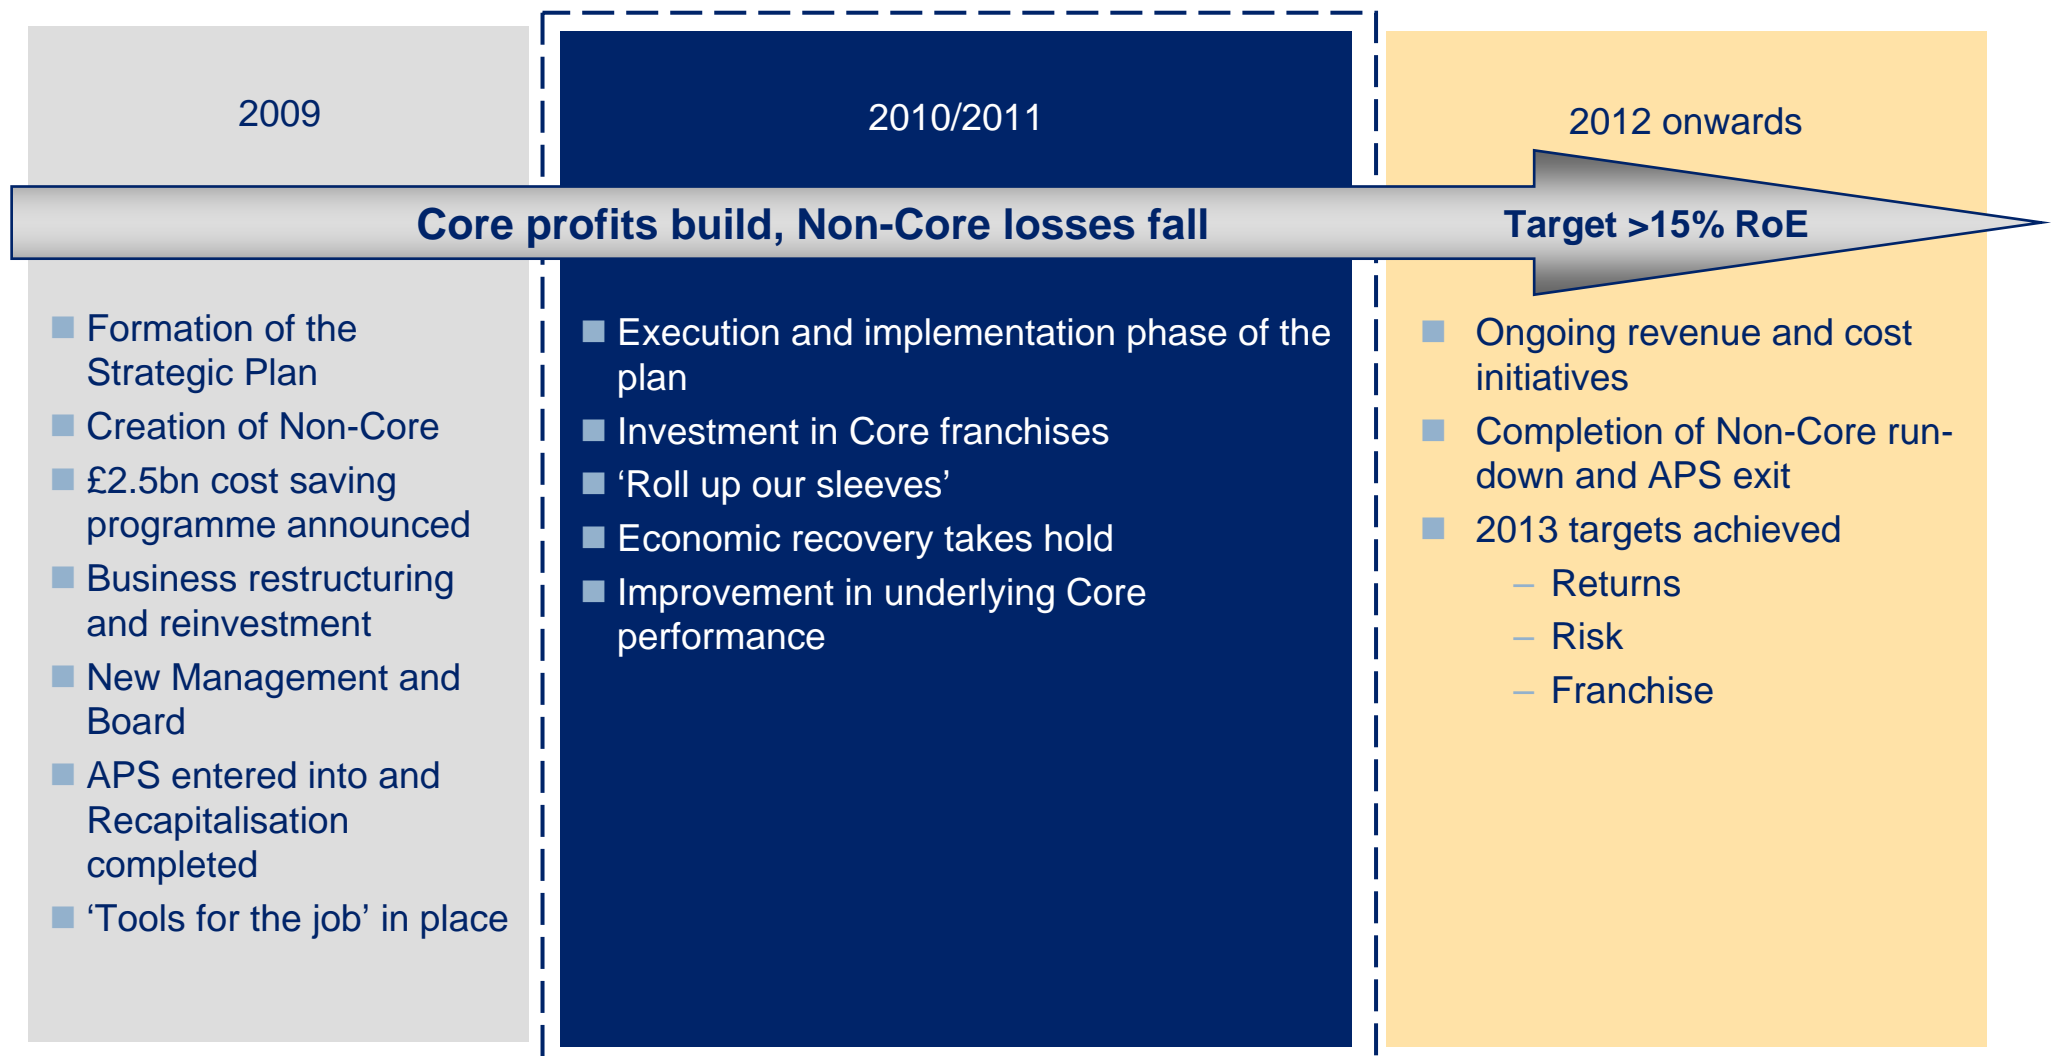 2009
2010/2011
2012 onwards
Core profits build, Non-Core losses fall
Target >15% RoE
■ Formation of the
Strategic Plan
■ Creation of Non-Core
■ £2.5bn cost saving
programme announced
■ Business restructuring
and reinvestment
■ New Management and
Board
■ APS entered into and
Recapitalisation
completed
■ ‘Tools for the job’ in place
■ Execution and implementation phase of the
plan
■ Investment in Core franchises
■ ‘Roll up our sleeves’
■ Economic recovery takes hold
■ Improvement in underlying Core
performance
■ Ongoing revenue and cost
initiatives
■ Completion of Non-Core run-
down and APS exit
■ 2013 targets achieved
– Returns
– Risk
– Franchise